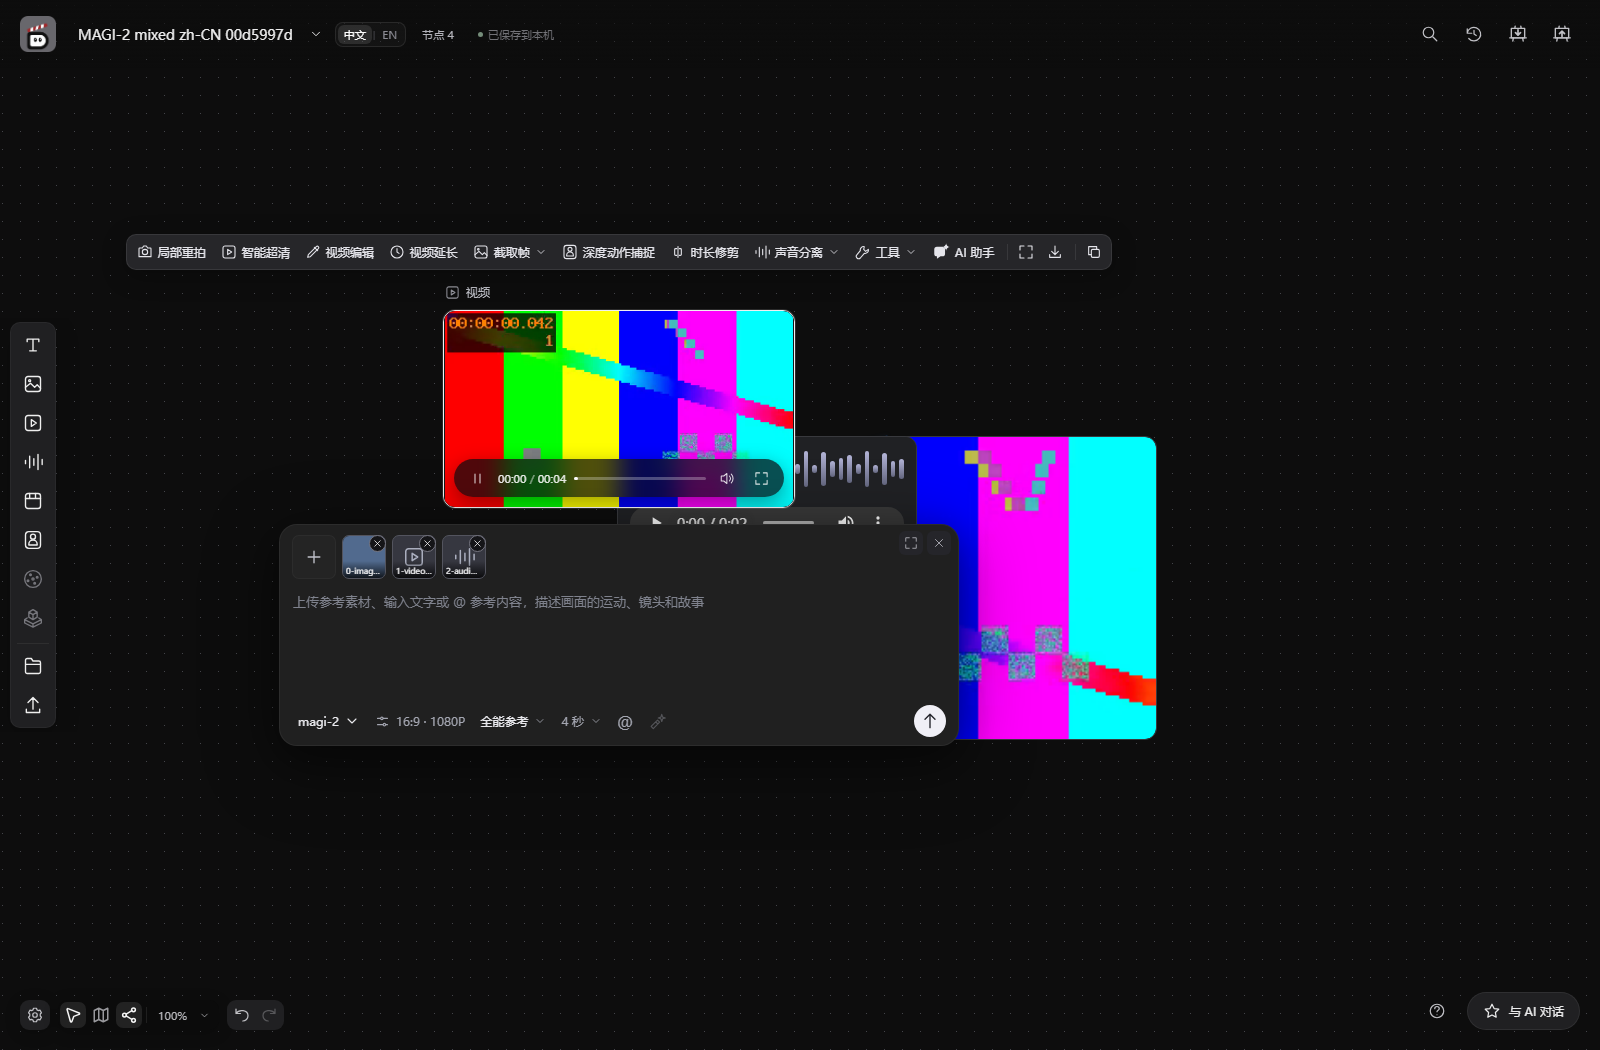 MAGI-2 mixed zh-CN 00d5997d
中文 EN
节点 4
已保存到本机
局部重拍 智能超清 视频编辑 视频延长 截取帧 深度动作捕捉 时长修剪 声音分离 工具 AI 助手
视频
00:00:00.042
1
00:00 / 00:04
0:00 / 0:02
0-imag... 1-video... 2-audi...
上传参考素材、输入文字或 @ 参考内容，描述画面的运动、镜头和故事
magi-2 16:9 · 1080P 全能参考 4 秒 @
100%
与 AI 对话